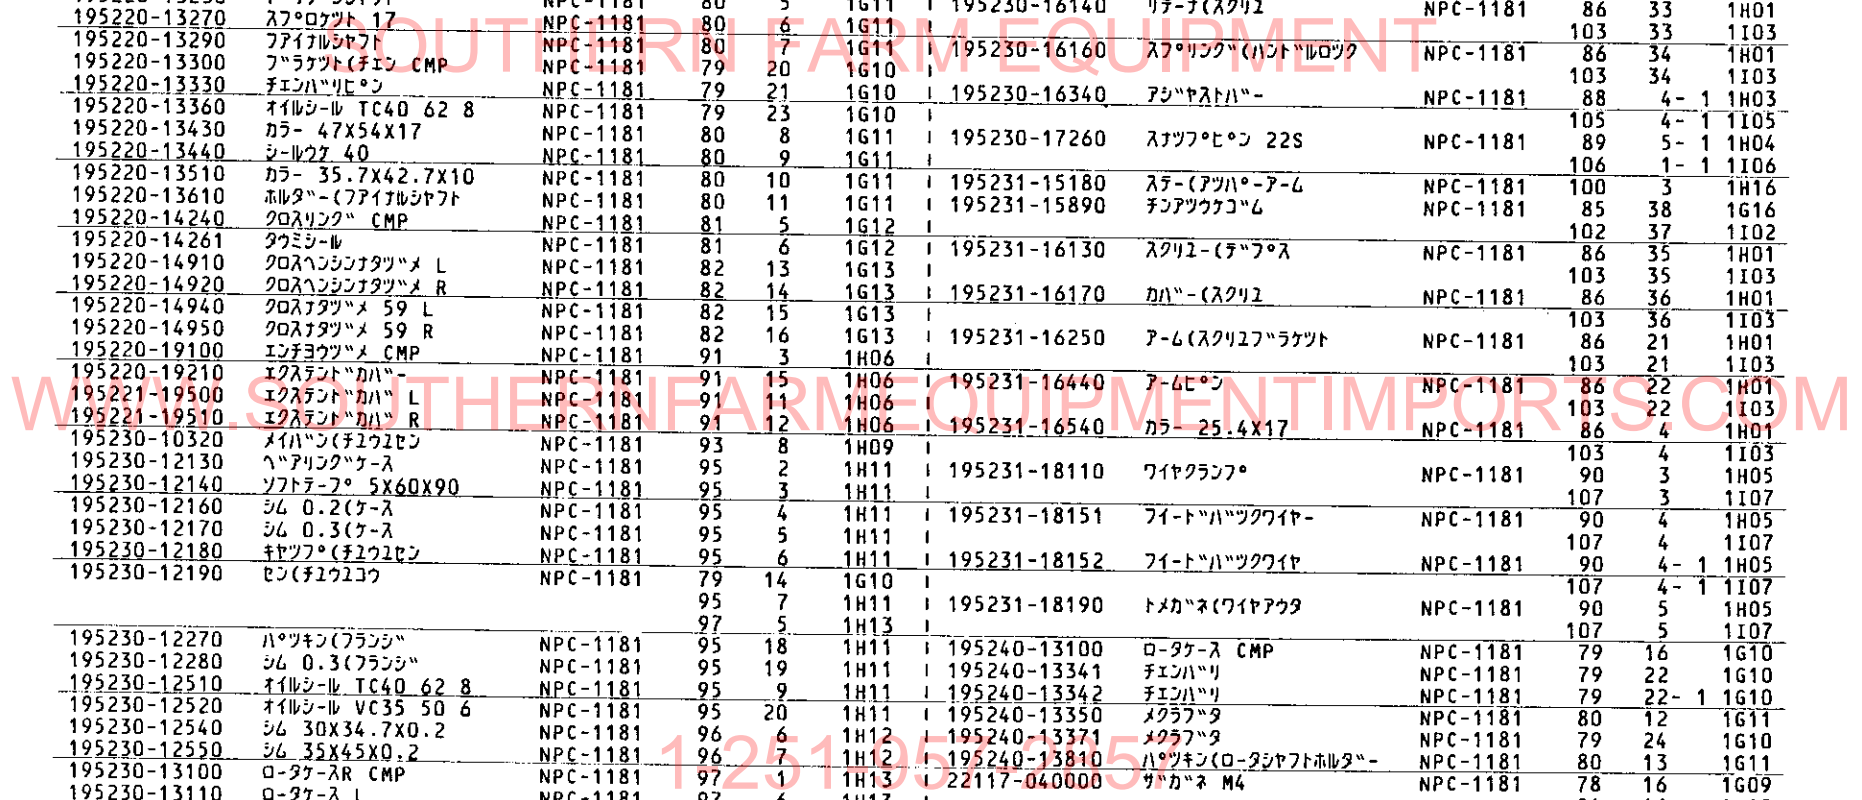 195220-13270 スプロケツト 17 NPC-1181 80 6 1G11
195220-13290 フアイナルシヤフト NPC-1181 80 7 1G11
195220-13300 ブラケツト(チエン CMP NPC-1181 79 20 1G10
195220-13330 チエンバリピン NPC-1181 79 21 1G10
195220-13360 オイルシール TC40 62 8 NPC-1181 79 23 1G10
195220-13430 カラー 47X54X17 NPC-1181 80 8 1G11
195220-13440 シールウケ 40 NPC-1181 80 9 1G11
195220-13510 カラー 35.7X42.7X10 NPC-1181 80 10 1G11
195220-13610 ホルダー(フアイナルシヤフト NPC-1181 80 11 1G11
195220-14240 クロスリング CMP NPC-1181 81 5 1G12
195220-14261 タウミシール NPC-1181 81 6 1G12
195220-14910 クロスヘンシンナタヅメ L NPC-1181 82 13 1G13
195220-14920 クロスヘンシンナタヅメ R NPC-1181 82 14 1G13
195220-14940 クロスナタヅメ 59 L NPC-1181 82 15 1G13
195220-14950 クロスナタヅメ 59 R NPC-1181 82 16 1G13
195220-19100 エンチヨウヅメ CMP NPC-1181 91 3 1H06
195220-19210 エクステンドカバー NPC-1181 91 15 1H06
195221-19500 エクステンドカバ L NPC-1181 91 11 1H06
195221-19510 エクステンドカバ R NPC-1181 91 12 1H06
195230-10320 メイバン(チユウユセン NPC-1181 93 8 1H09
195230-12130 ベアリングケース NPC-1181 95 2 1H11
195230-12140 ソフトテープ 5X60X90 NPC-1181 95 3 1H11
195230-12160 シム 0.2(ケース NPC-1181 95 4 1H11
195230-12170 シム 0.3(ケース NPC-1181 95 5 1H11
195230-12180 キヤツプ(チユウユセン NPC-1181 95 6 1H11
195230-12190 セン(チユウユコウ NPC-1181 79 14 1G10
95 7 1H11
97 5 1H13
195230-12270 パツキン(フランジ NPC-1181 95 18 1H11
195230-12280 シム 0.3(フランジ NPC-1181 95 19 1H11
195230-12510 オイルシール TC40 62 8 NPC-1181 95 9 1H11
195230-12520 オイルシール VC35 50 6 NPC-1181 95 20 1H11
195230-12540 シム 30X34.7X0.2 NPC-1181 96 6 1H12
195230-12550 シム 35X45X0.2 NPC-1181 96 7 1H12
195230-13100 ロータケースR CMP NPC-1181 97 1 1H13
195230-13110 ロータケース L
195230-16140 リテーナ(スクリユ NPC-1181 86 33 1H01
103 33 1I03
195230-16160 スプリング(ハンドルロツク NPC-1181 86 34 1H01
103 34 1I03
195230-16340 アジヤストバー NPC-1181 88 4- 1 1H03
105 4- 1 1I05
195230-17260 スナツプピン 22S NPC-1181 89 5- 1 1H04
106 1- 1 1I06
195231-15180 ステー(アツパーアーム NPC-1181 100 3 1H16
195231-15890 チンアツウケゴム NPC-1181 85 38 1G16
102 37 1I02
195231-16130 スクリユー(デプス NPC-1181 86 35 1H01
103 35 1I03
195231-16170 カバー(スクリユ NPC-1181 86 36 1H01
103 36 1I03
195231-16250 アーム(スクリユブラケツト NPC-1181 86 21 1H01
103 21 1I03
195231-16440 アームピン NPC-1181 86 22 1H01
103 22 1I03
195231-16540 カラー 25.4X17 NPC-1181 86 4 1H01
103 4 1I03
195231-18110 ワイヤクランプ NPC-1181 90 3 1H05
107 3 1I07
195231-18151 フイードバツクワイヤー NPC-1181 90 4 1H05
107 4 1I07
195231-18152 フイードバツクワイヤ NPC-1181 90 4- 1 1H05
107 4- 1 1I07
195231-18190 トメガネ(ワイヤアウタ NPC-1181 90 5 1H05
107 5 1I07
195240-13100 ロータケース CMP NPC-1181 79 16 1G10
195240-13341 チエンバリ NPC-1181 79 22 1G10
195240-13342 チエンバリ NPC-1181 79 22- 1 1G10
195240-13350 メクラブタ NPC-1181 80 12 1G11
195240-13371 メクラブタ NPC-1181 79 24 1G10
195240-13810 パツキン(ロータシヤフトホルダー NPC-1181 80 13 1G11
22117-040000 ザガネ M4 NPC-1181 78 16 1G09
SOUTHERN FARM EQUIPMENT
WWW.SOUTHERNFARMEQUIPMENTIMPORTS.COM
1-251-957-2857